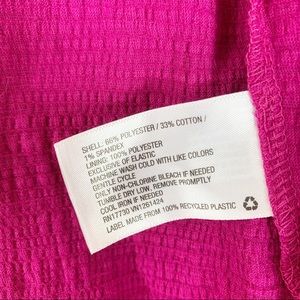 SHELL: 66% POLYESTER / 33% COTTON /
1% SPANDEX
LINING: 100% POLYESTER
EXCLUSIVE OF ELASTIC
MACHINE WASH COLD WITH LIKE COLORS
GENTLE CYCLE
ONLY NON-CHLORINE BLEACH IF NEEDED
TUMBLE DRY LOW. REMOVE PROMPTLY
COOL IRON IF NEEDED
RN17730 VN1261424
LABEL MADE FROM 100% RECYCLED PLASTIC